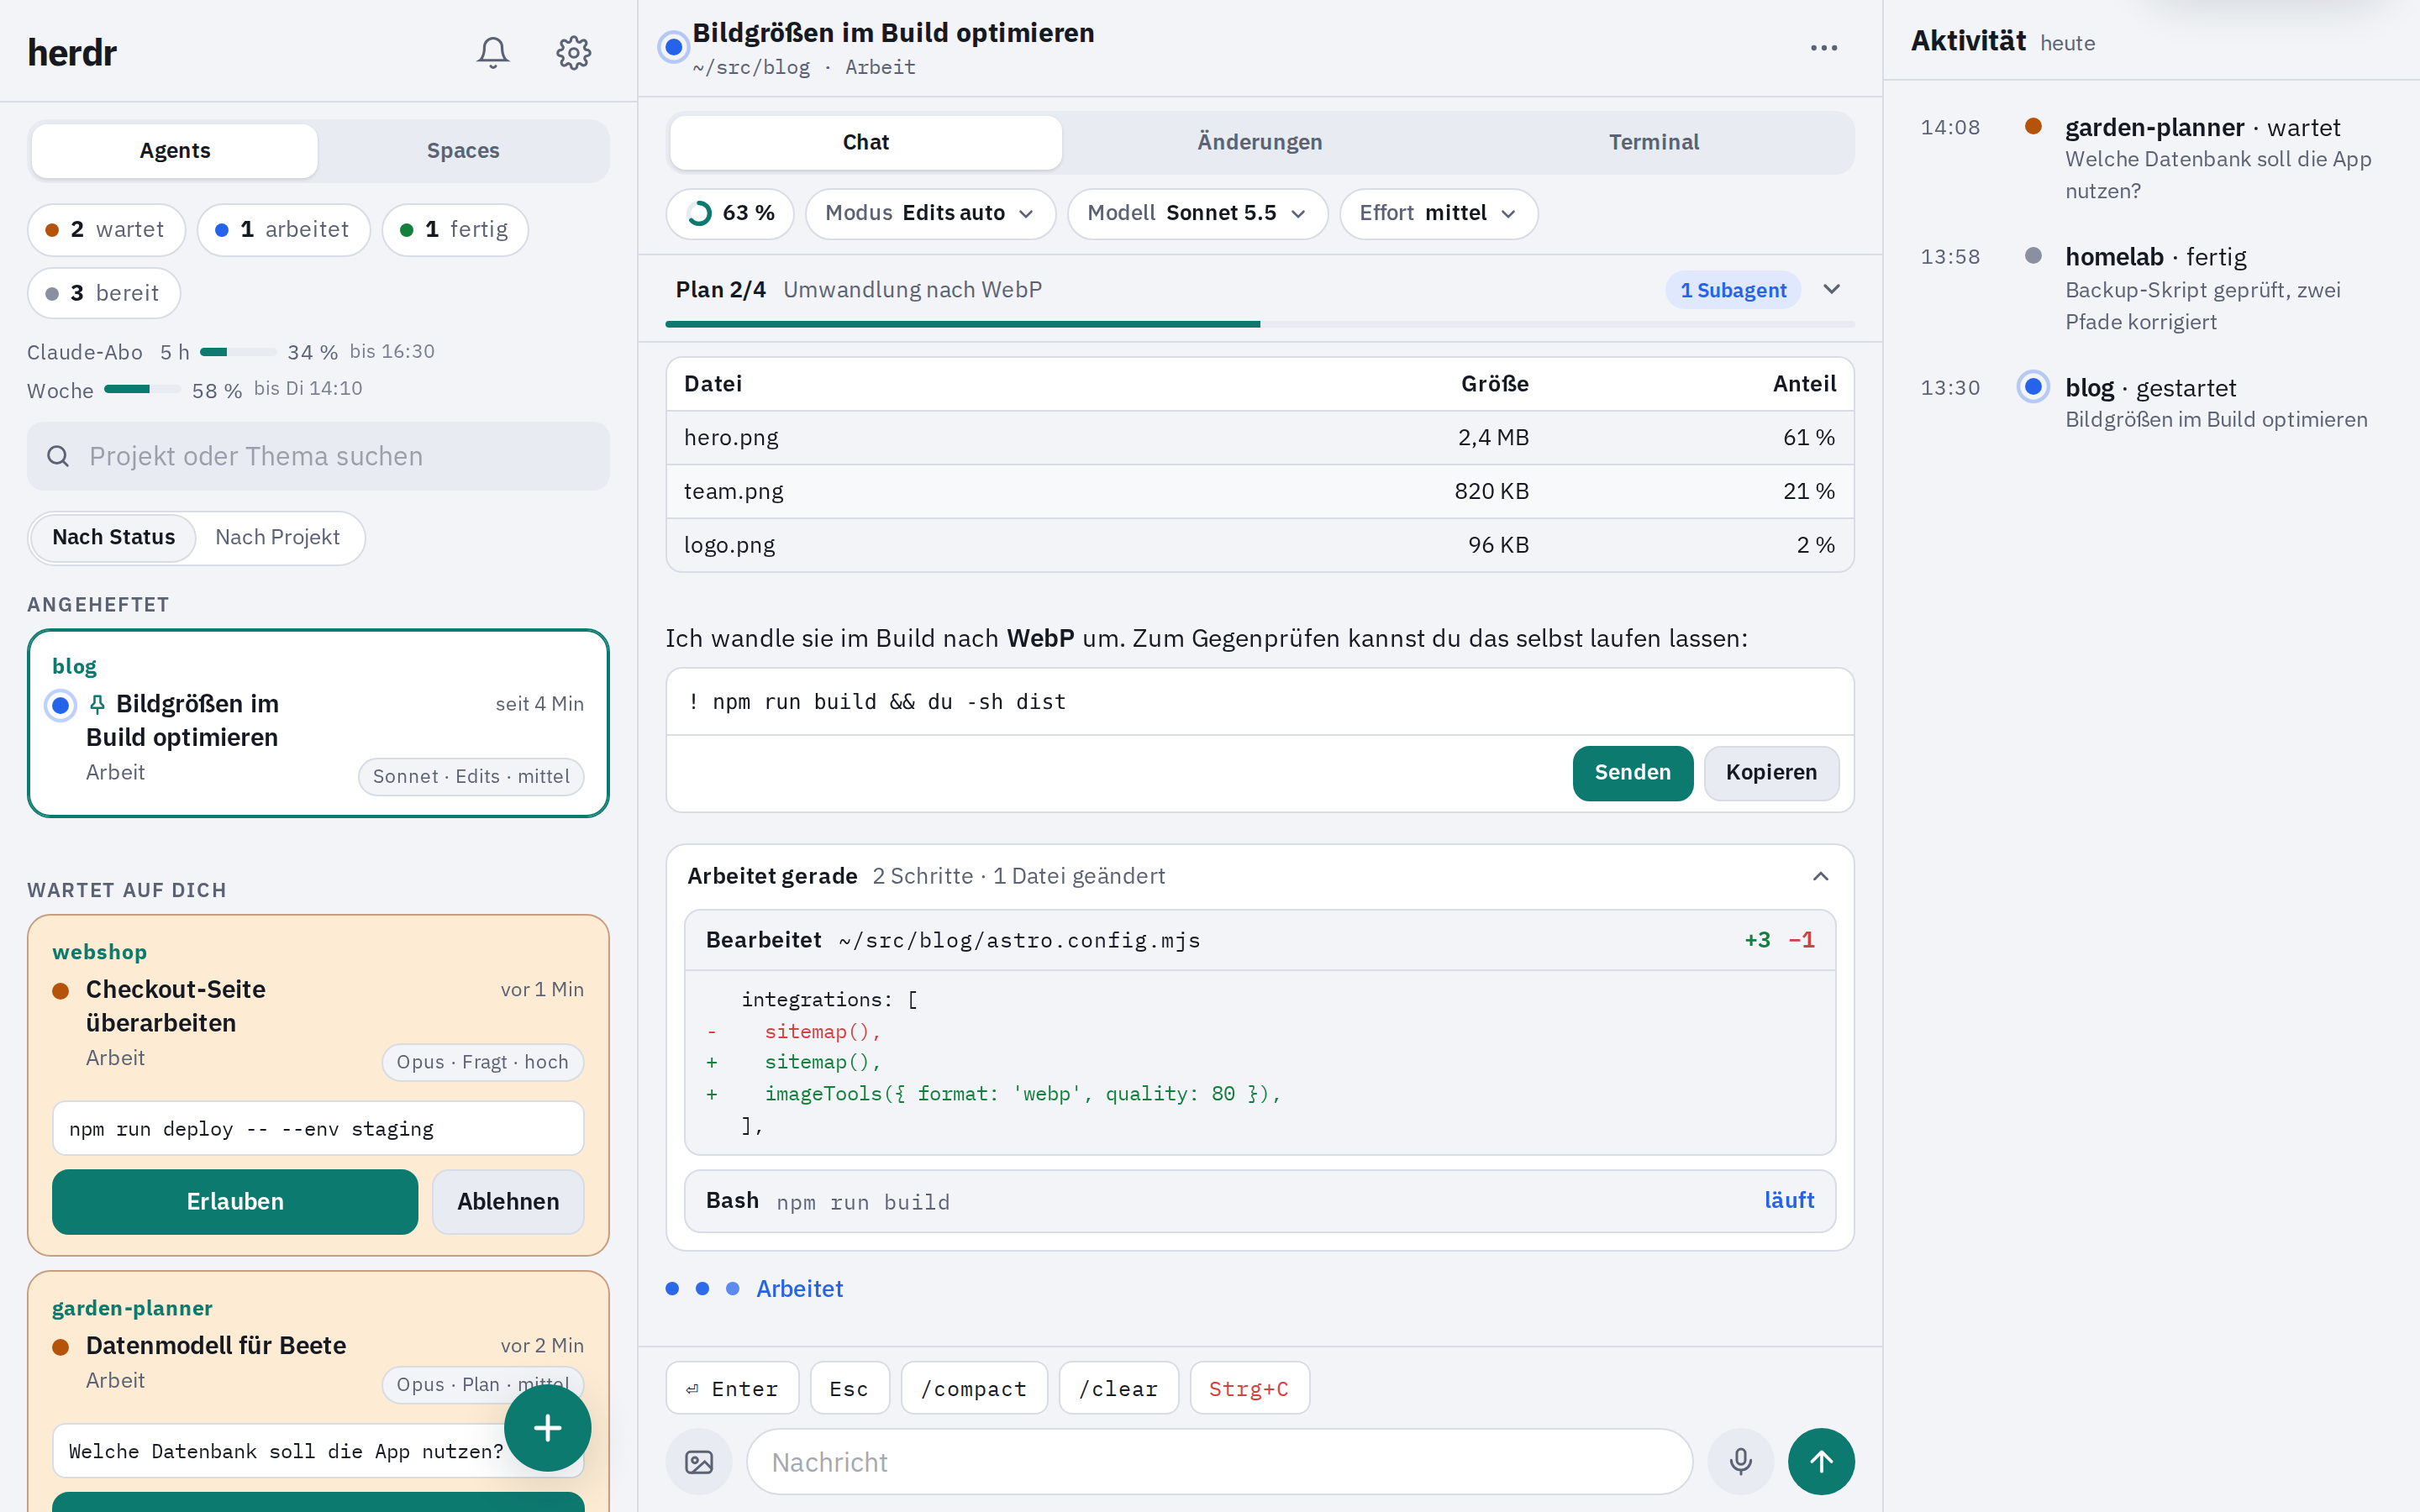 herdr
Agents Spaces
2 wartet 1 arbeitet 1 fertig
3 bereit
Claude-Abo 5 h 34 % bis 16:30
Woche 58 % bis Di 14:10
Projekt oder Thema suchen
Nach Status Nach Projekt
ANGEHEFTET
blog
Bildgrößen im seit 4 Min
Build optimieren
Arbeit Sonnet · Edits · mittel
WARTET AUF DICH
webshop
Checkout-Seite vor 1 Min
überarbeiten
Arbeit Opus · Fragt · hoch
npm run deploy -- --env staging
Erlauben Ablehnen
garden-planner
Datenmodell für Beete vor 2 Min
Arbeit Opus · Plan · mittel
Welche Datenbank soll die App nutzen?
Bildgrößen im Build optimieren
~/src/blog · Arbeit
Chat Änderungen Terminal
63 % Modus Edits auto Modell Sonnet 5.5 Effort mittel
Plan 2/4 Umwandlung nach WebP 1 Subagent
Datei Größe Anteil
hero.png 2,4 MB 61 %
team.png 820 KB 21 %
logo.png 96 KB 2 %
Ich wandle sie im Build nach WebP um. Zum Gegenprüfen kannst du das selbst laufen lassen:
! npm run build && du -sh dist
Senden Kopieren
Arbeitet gerade 2 Schritte · 1 Datei geändert
Bearbeitet ~/src/blog/astro.config.mjs +3 −1
integrations: [
- sitemap(),
+ sitemap(),
+ imageTools({ format: 'webp', quality: 80 }),
],
Bash npm run build läuft
Arbeitet
⏎ Enter Esc /compact /clear Strg+C
Nachricht
Aktivität heute
14:08 garden-planner · wartet
Welche Datenbank soll die App
nutzen?
13:58 homelab · fertig
Backup-Skript geprüft, zwei
Pfade korrigiert
13:30 blog · gestartet
Bildgrößen im Build optimieren